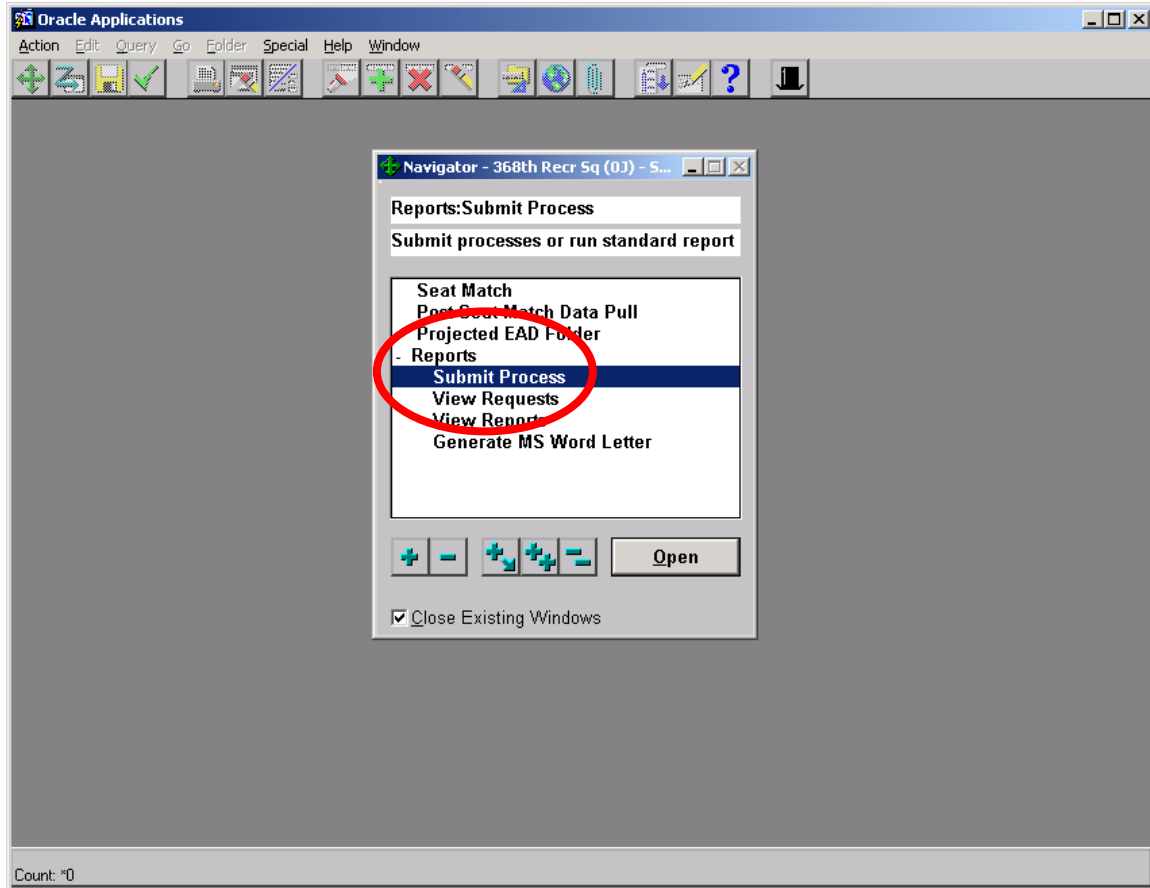 Oracle Applications
Action Edit Query Go Folder Special Help Window
Navigator - 368th Recr Sq (0J) - S...
Reports:Submit Process
Submit processes or run standard report
Seat Match
Post Seat Match Data Pull
Projected EAD Folder
- Reports
Submit Process
View Requests
View Reports
Generate MS Word Letter
Open
Close Existing Windows
Count: *0